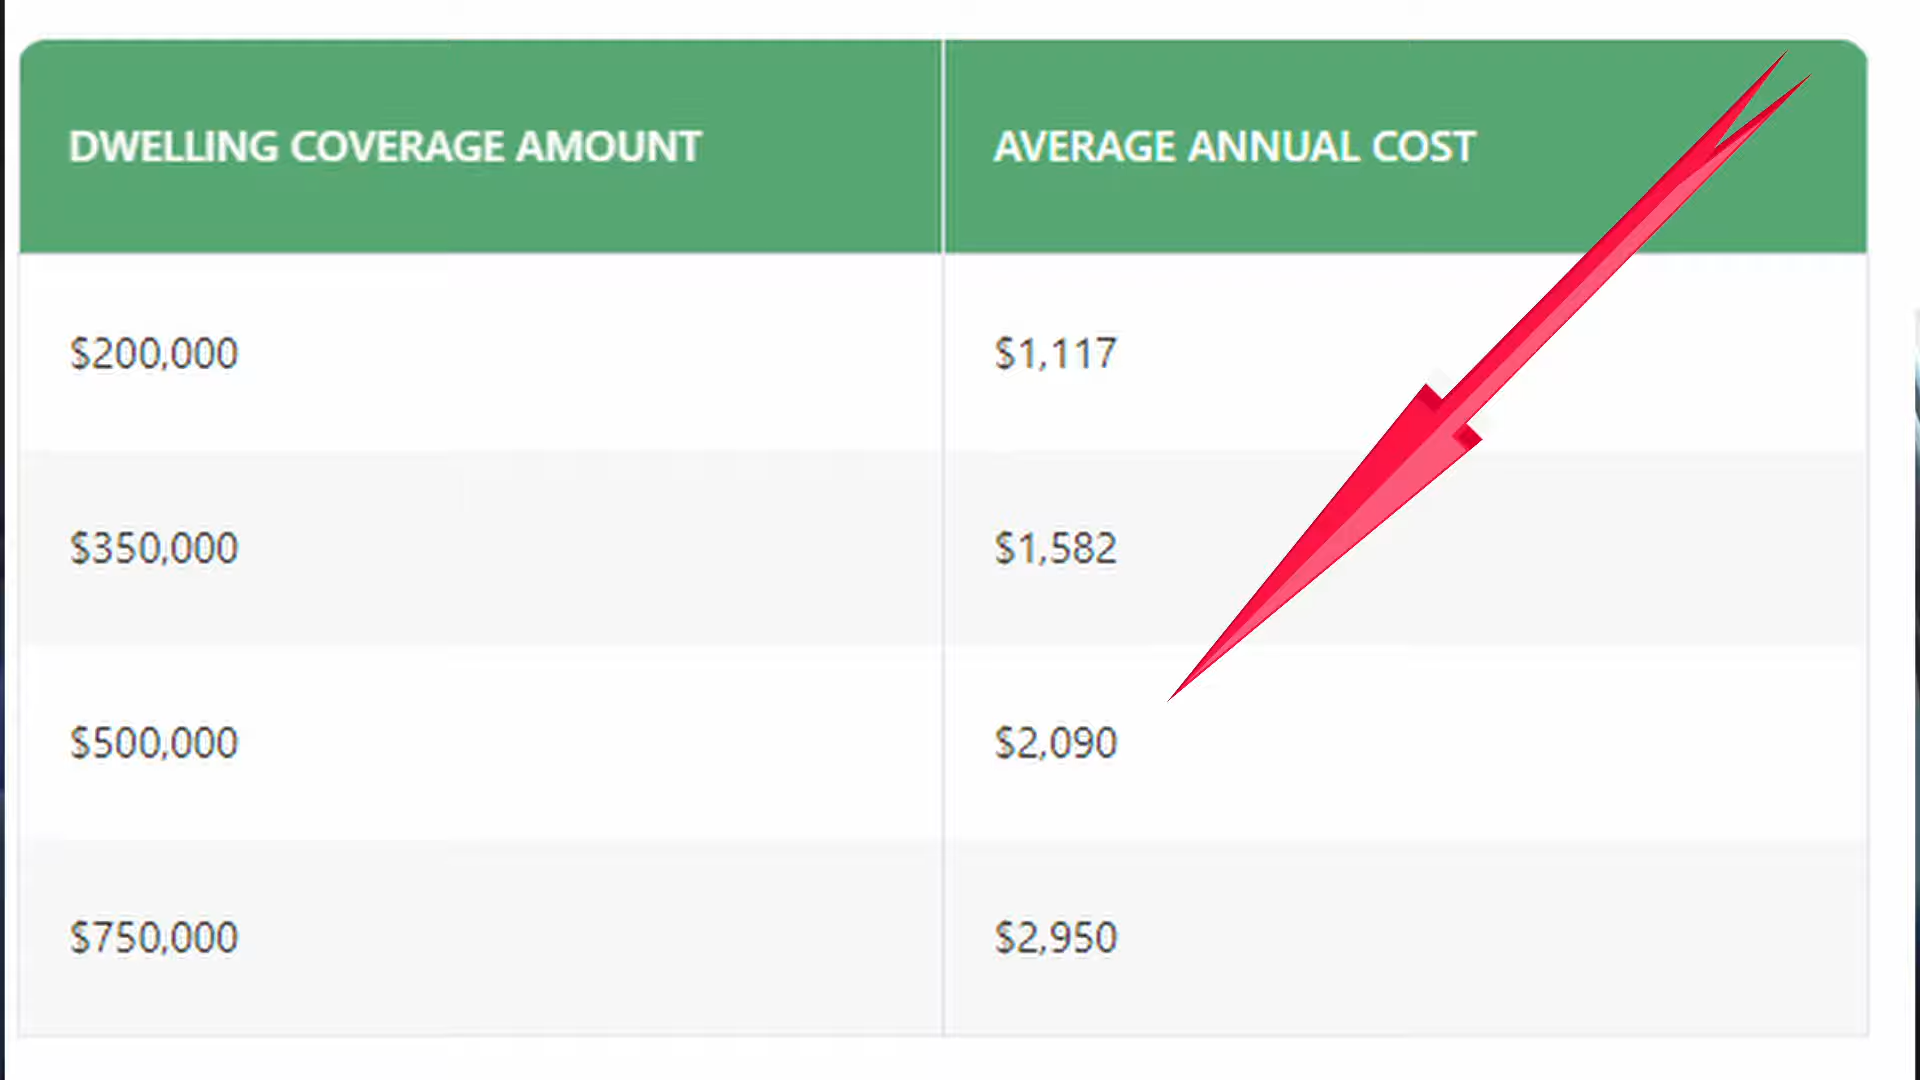 DWELLING COVERAGE AMOUNT AVERAGE ANNUAL COST
$200,000 $1,117
$350,000 $1,582
$500,000 $2,090
$750,000 $2,950